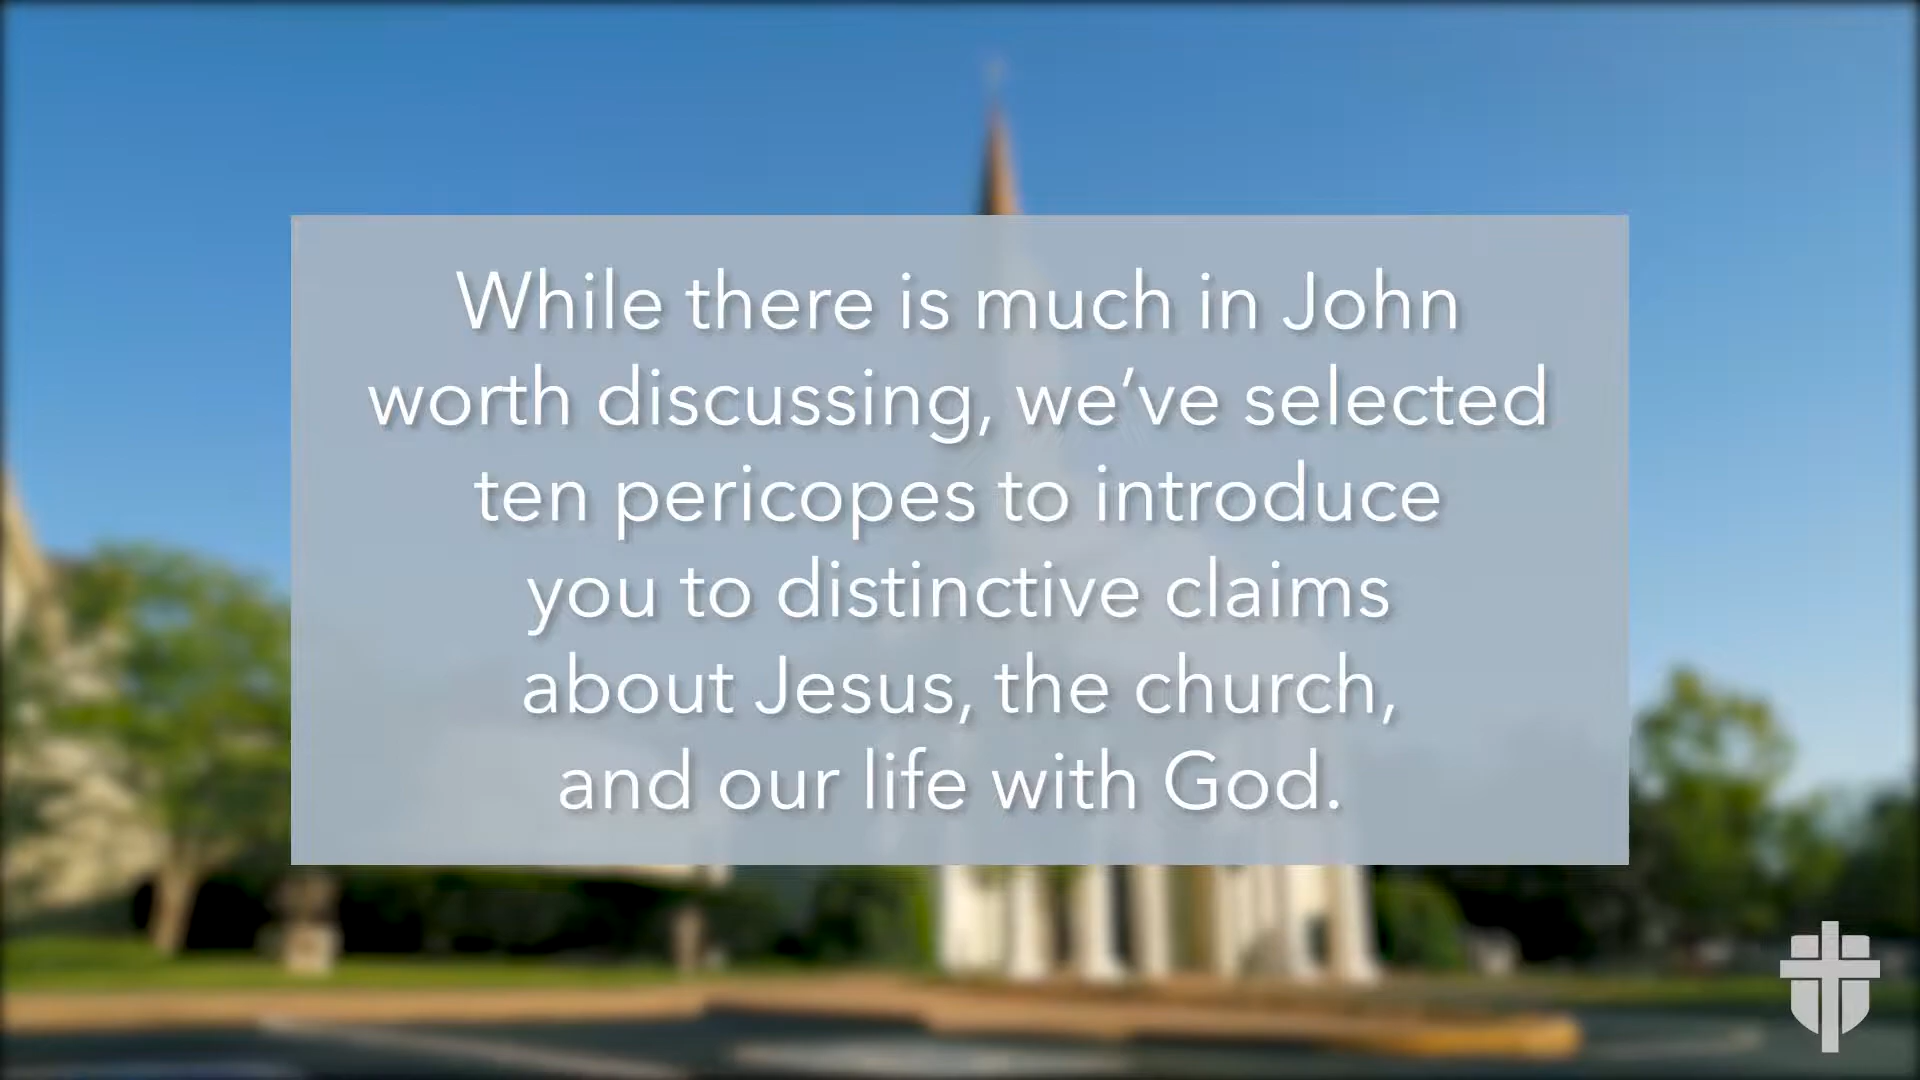 While there is much in John
worth discussing, we’ve selected
ten pericopes to introduce
you to distinctive claims
about Jesus, the church,
and our life with God.